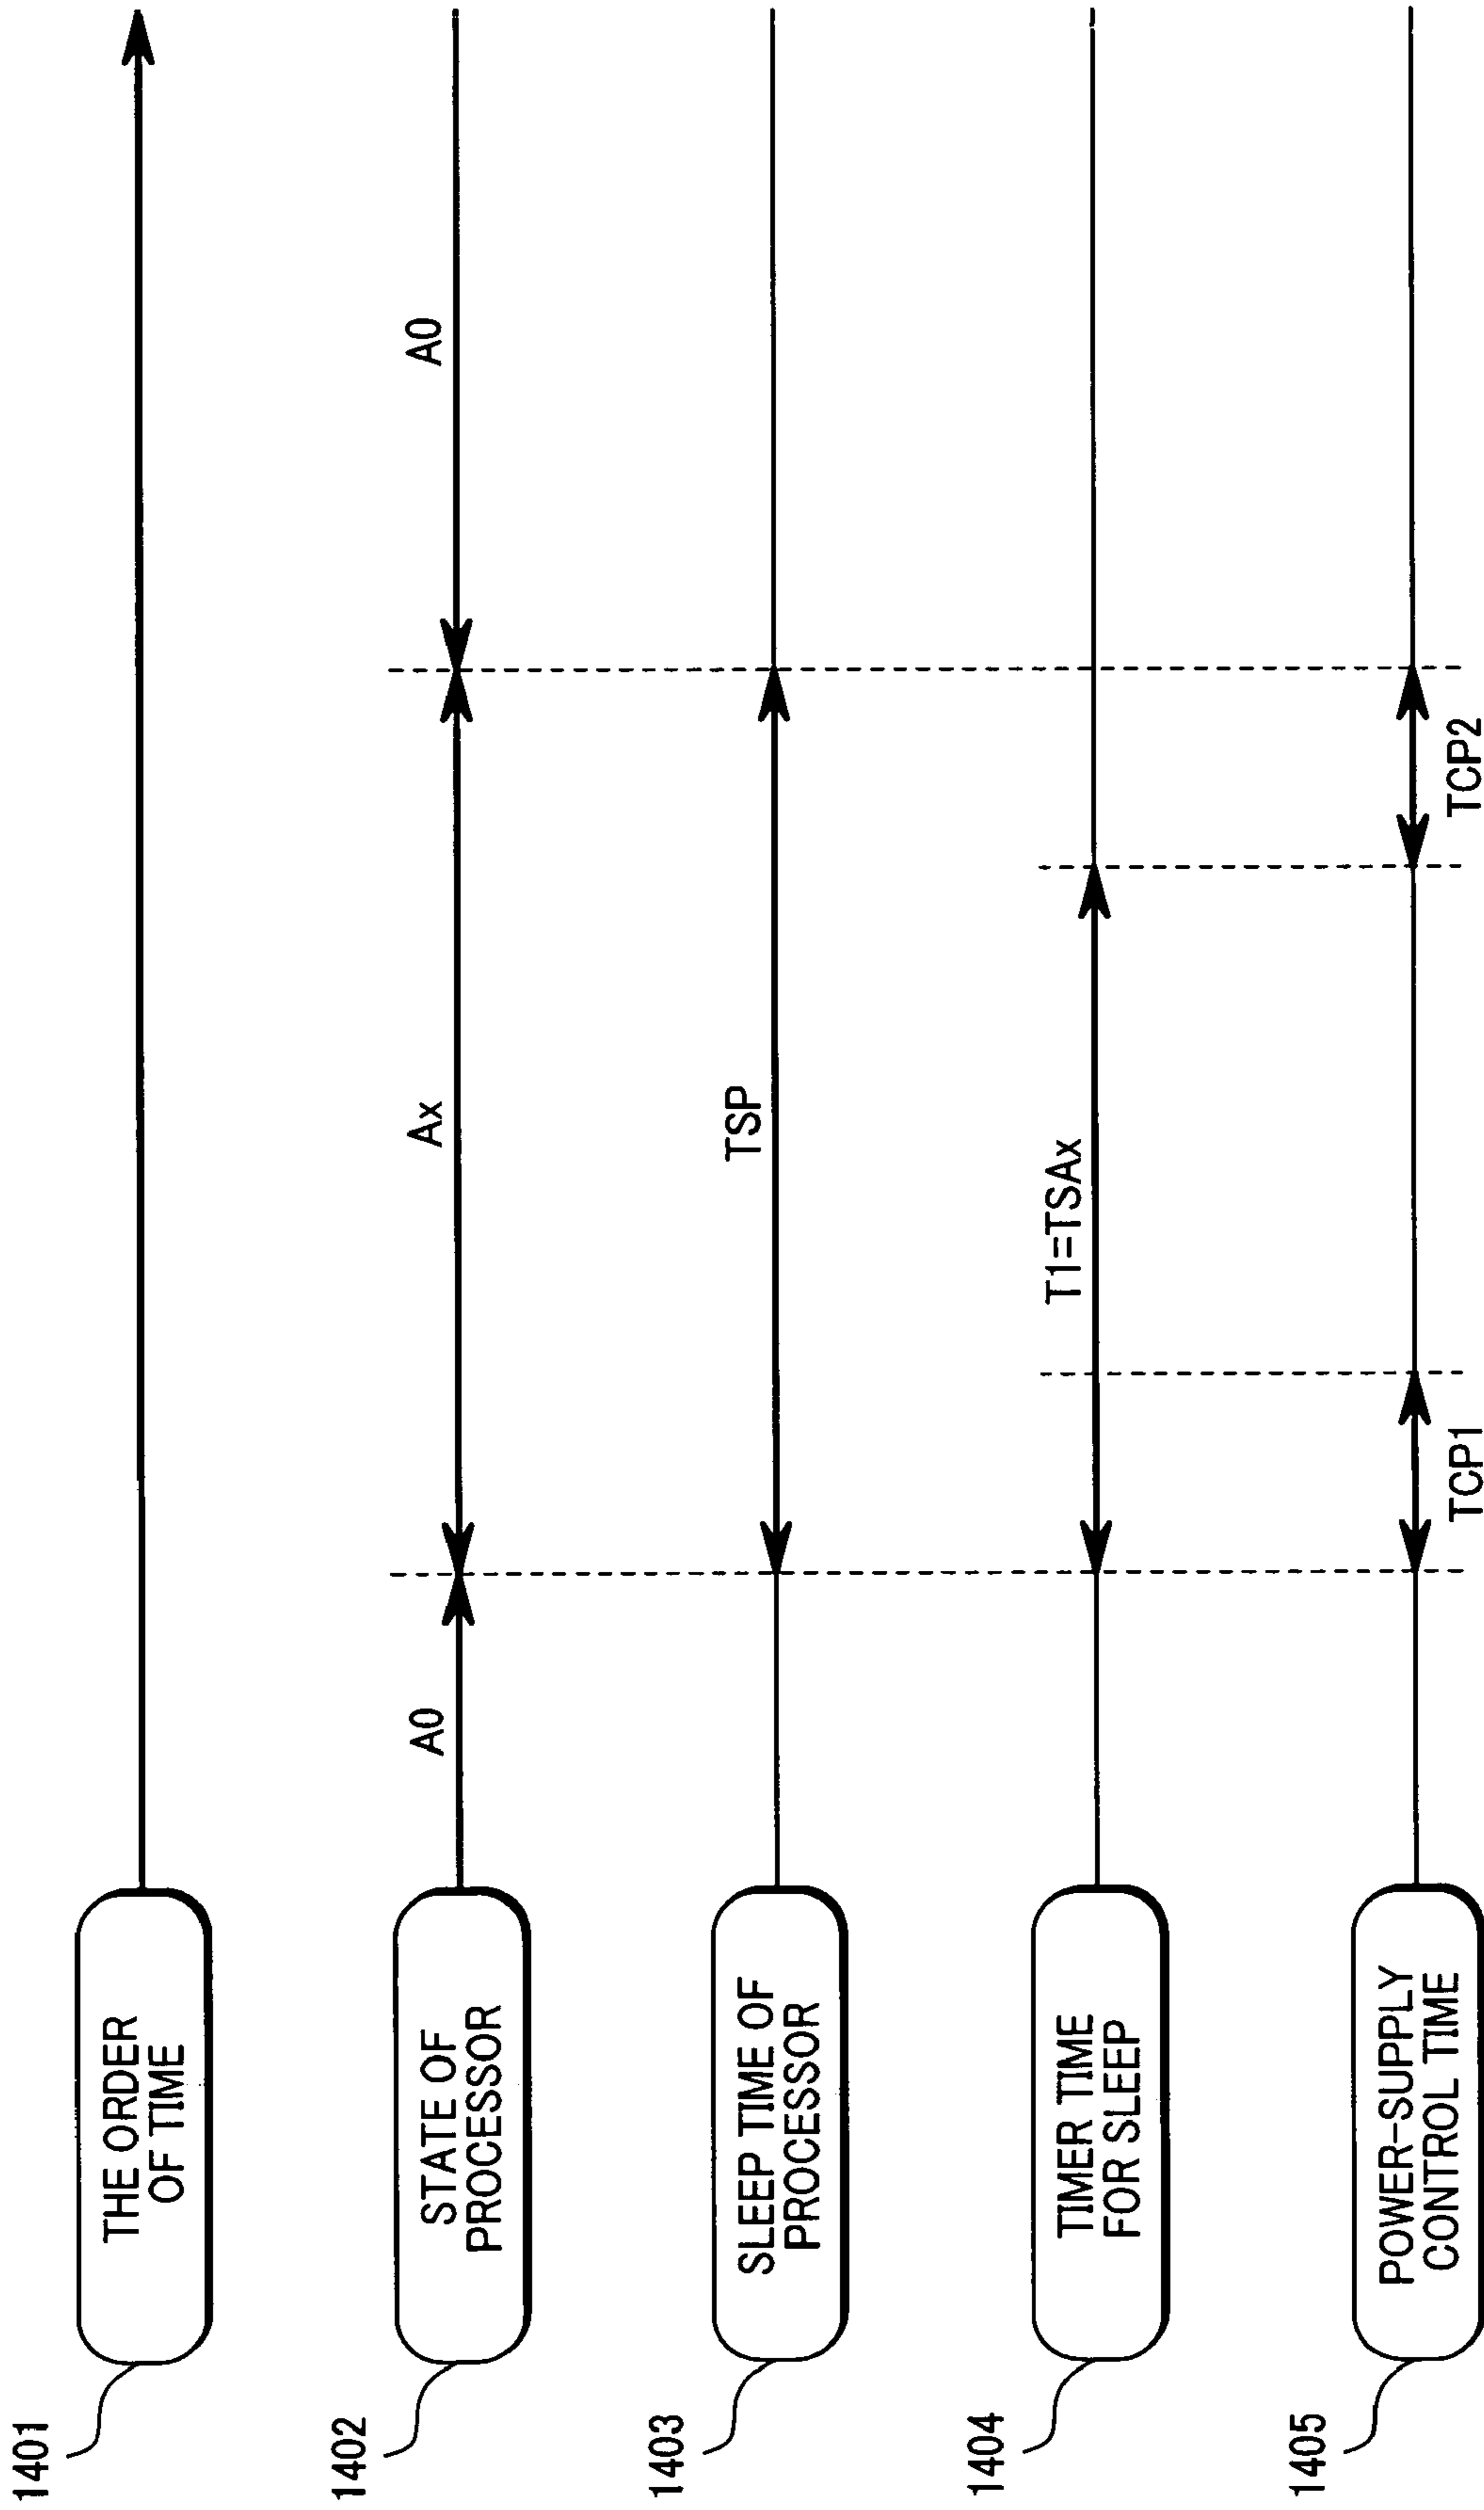 1401
THE ORDER
OF TIME
1402
STATE OF
PROCESSOR
A0
Ax
A0
1403
SLEEP TIME OF
PROCESSOR
TSP
1404
TIMER TIME
FOR SLEEP
T1=TSAx
1405
POWER-SUPPLY
CONTROL TIME
TCP1
TCP2